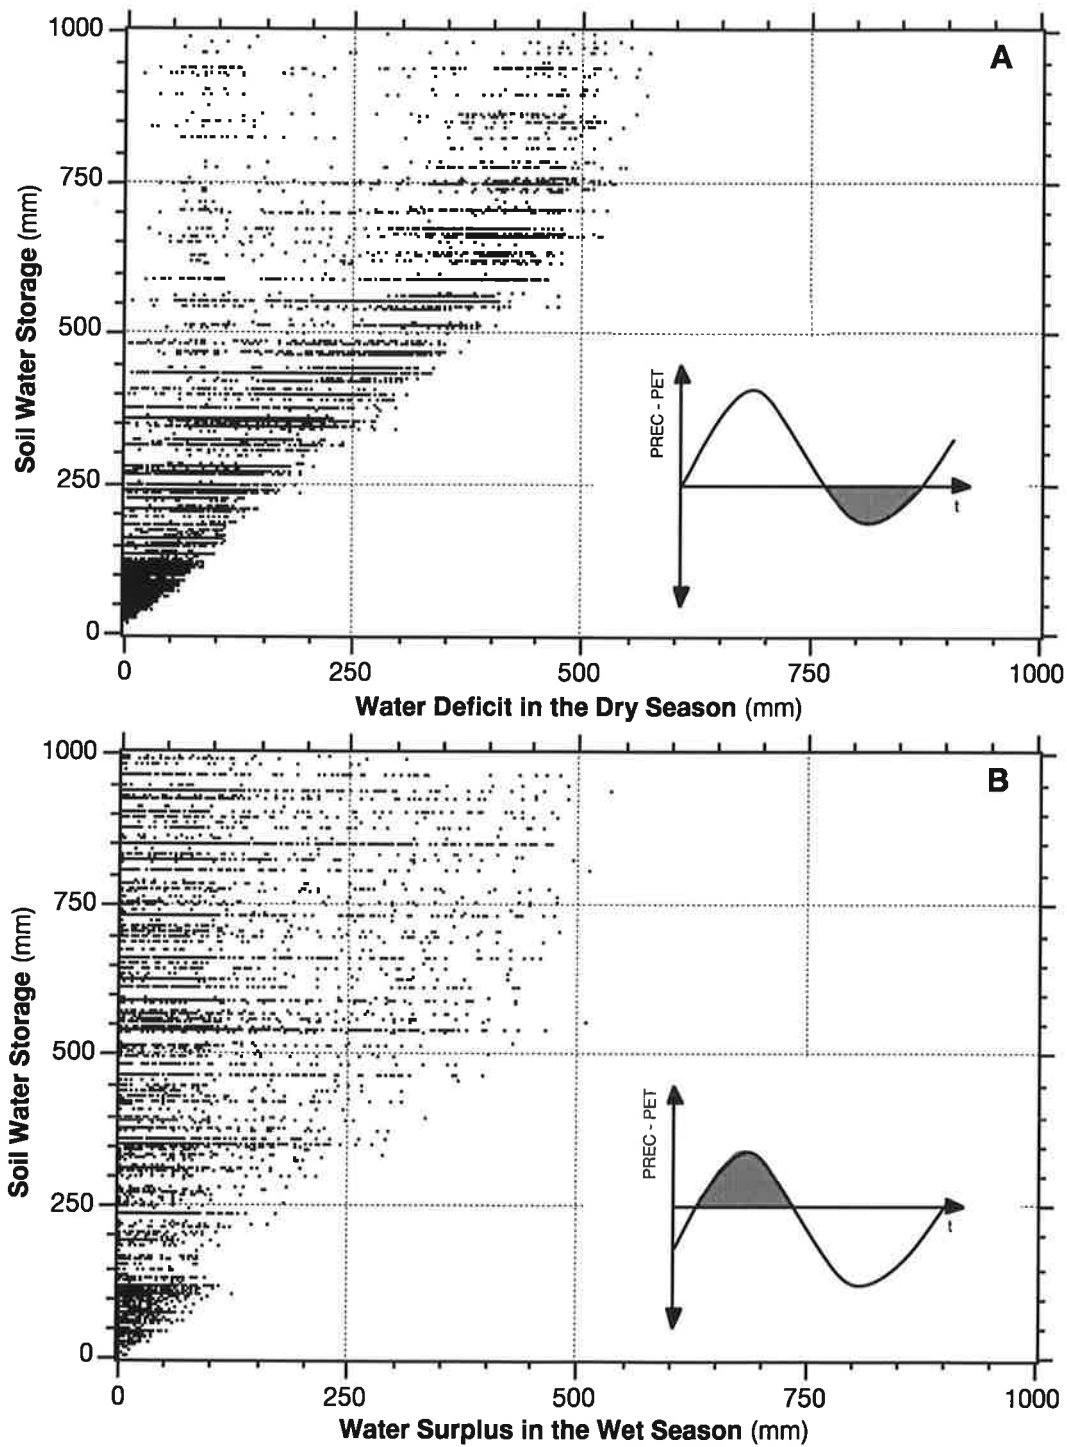 1000
A
750
Soil Water Storage (mm)
500
PREC - PET
250
t
0
0 250 500 750 1000
Water Deficit in the Dry Season (mm)
1000
B
750
Soil Water Storage (mm)
500
PREC - PET
250
t
0
0 250 500 750 1000
Water Surplus in the Wet Season (mm)